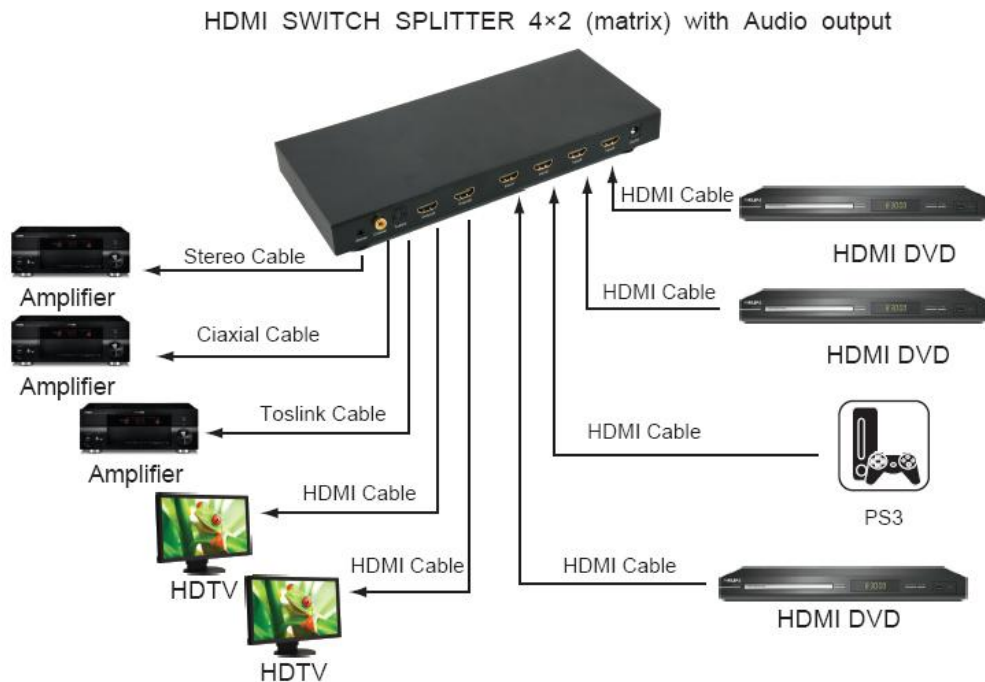 HDMI SWITCH SPLITTER 4×2 (matrix) with Audio output
HDMI Cable
HDMI DVD
Stereo Cable
Amplifier
HDMI Cable
HDMI DVD
Ciaxial Cable
Amplifier
Toslink Cable
Amplifier
HDMI Cable
PS3
HDMI Cable
HDTV
HDMI Cable
HDTV
HDMI Cable
HDMI DVD